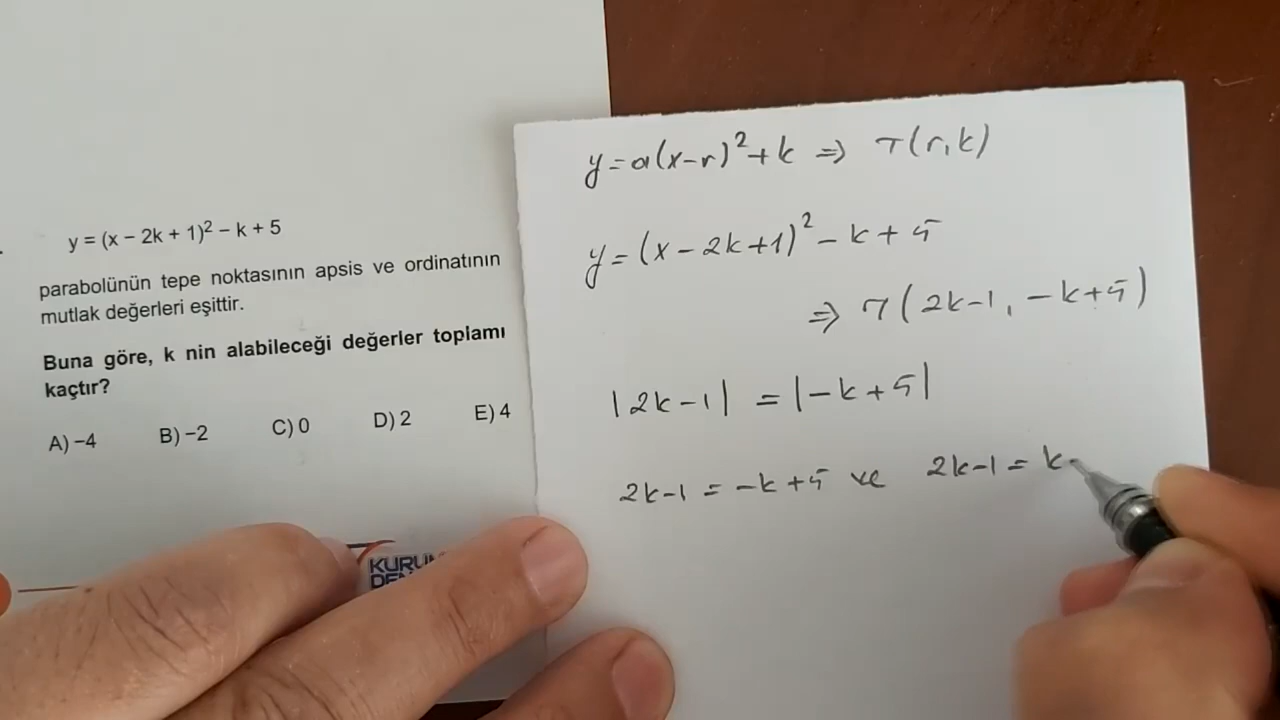 y = (x – 2k + 1)² – k + 5
parabolünün tepe noktasının apsis ve ordinatının
mutlak değerleri eşittir.
Buna göre, k nin alabileceği değerler toplamı
kaçtır?
A) –4 B) –2 C) 0 D) 2 E) 4
y = a(x–r)² + k ⇒ T(r,k)
y = (x – 2k + 1)² – k + 5
⇒ T(2k–1, –k+5)
|2k – 1| = |–k + 5|
2k–1 = –k + 5 ve 2k–1 = k-